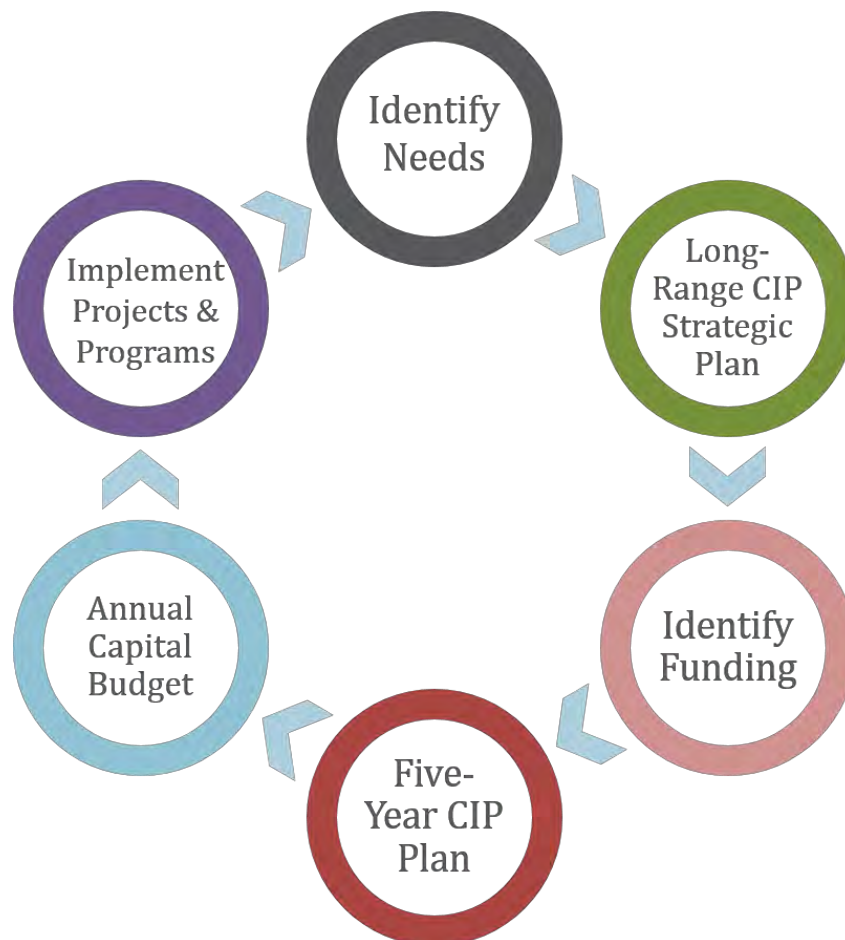 Identify
Needs
Long-
Range CIP
Strategic
Plan
Identify
Funding
Five-
Year CIP
Plan
Annual
Capital
Budget
Implement
Projects &
Programs